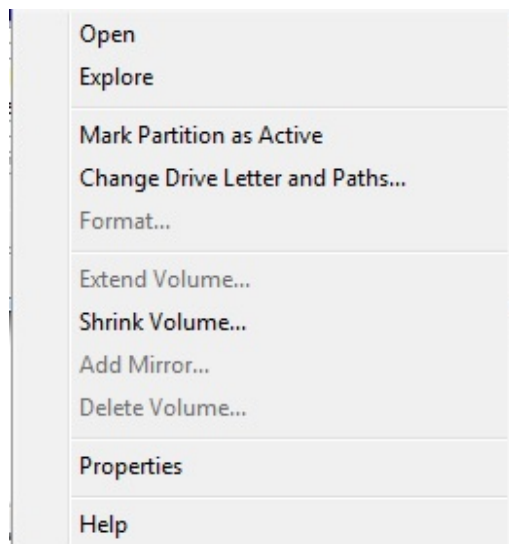 Open
Explore
Mark Partition as Active
Change Drive Letter and Paths...
Format...
Extend Volume...
Shrink Volume...
Add Mirror...
Delete Volume...
Properties
Help